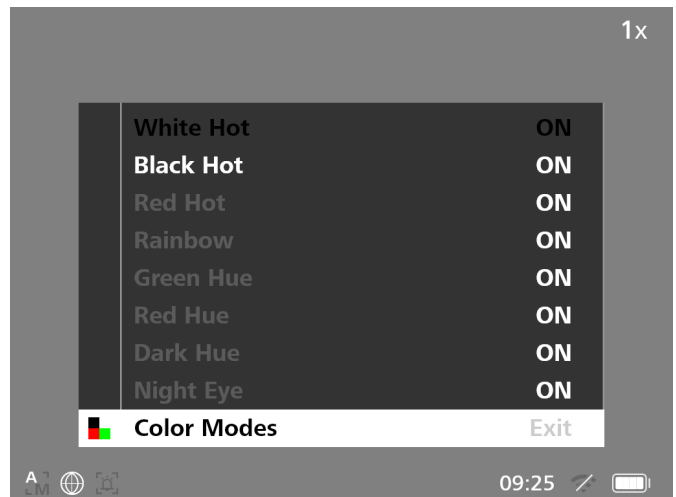 1x
White Hot ON
Black Hot ON
Red Hot ON
Rainbow ON
Green Hue ON
Red Hue ON
Dark Hue ON
Night Eye ON
Color Modes Exit
A M 09:25